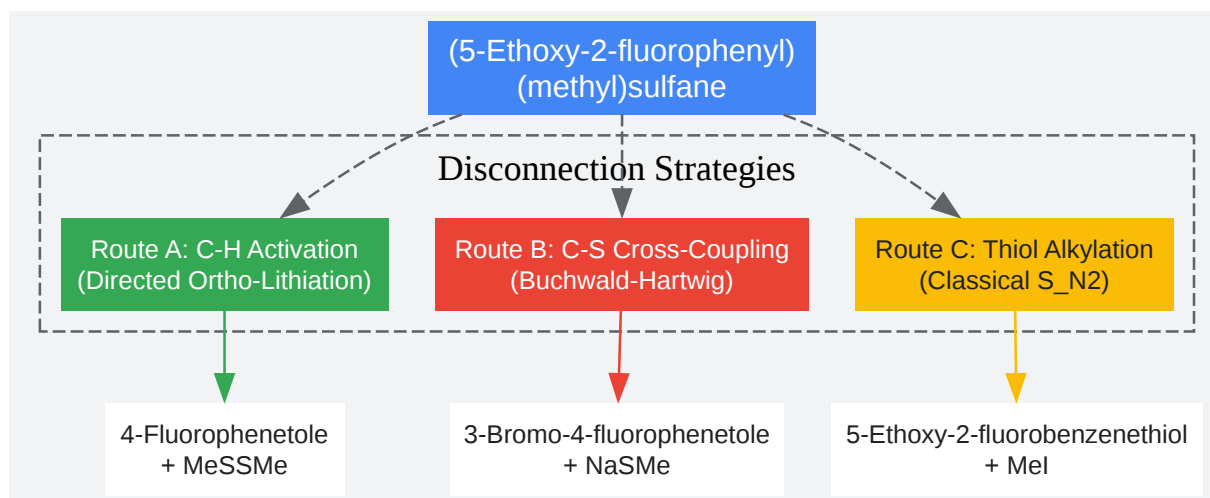 (5-Ethoxy-2-fluorophenyl)
(methyl)sulfane
Disconnection Strategies
Route A: C-H Activation
(Directed Ortho-Lithiation)
Route B: C-S Cross-Coupling
(Buchwald-Hartwig)
Route C: Thiol Alkylation
(Classical S_N2)
4-Fluorophenetole
+ MeSSMe
3-Bromo-4-fluorophenetole
+ NaSMe
5-Ethoxy-2-fluorobenzenethiol
+ MeI